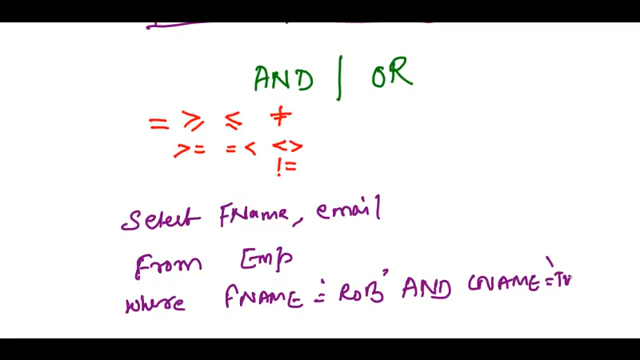 AND | OR
= ≥ ≤ ≠
>= =< <>
!=
Select FName, email
From Emp
where FNAME = 'ROB' AND LNAME = '